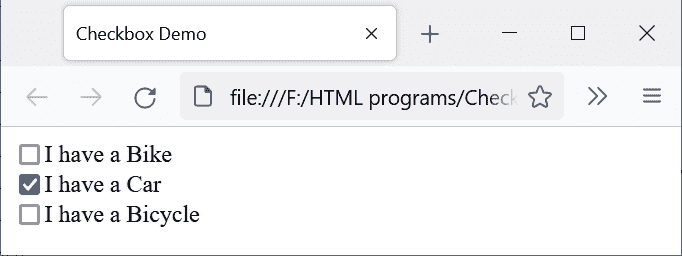 Checkbox Demo
file:///F:/HTML programs/Check
I have a Bike
I have a Car
I have a Bicycle